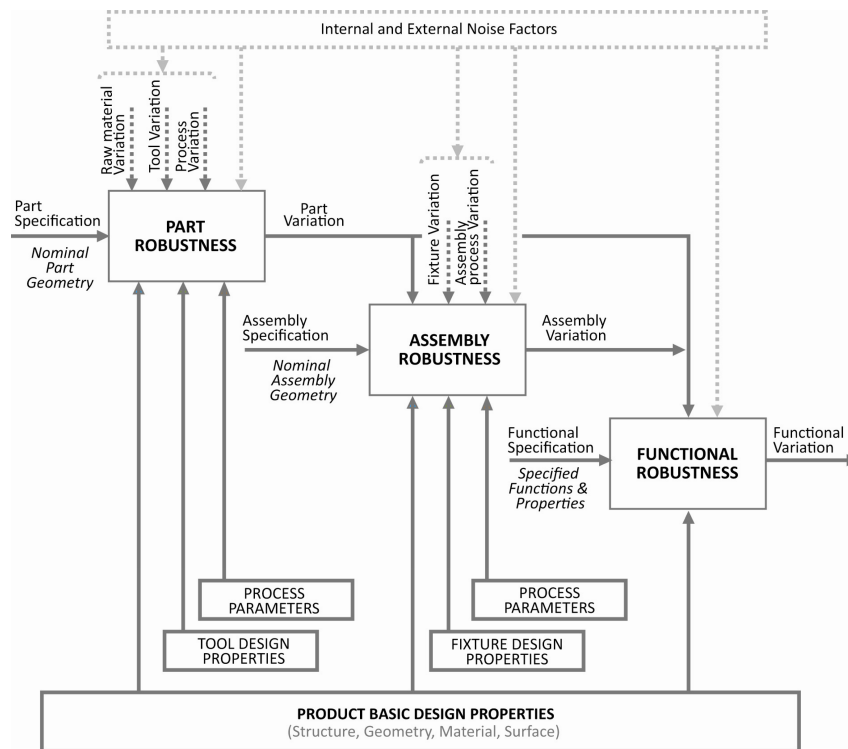 Internal and External Noise Factors
Raw material
Variation
Tool Variation
Process
Variation
Part
Specification
Nominal
Part
Geometry
PART
ROBUSTNESS
Part
Variation
Fixture Variation
Assembly
process Variation
Assembly
Specification
Nominal
Assembly
Geometry
ASSEMBLY
ROBUSTNESS
Assembly
Variation
Functional
Specification
Specified
Functions &
Properties
FUNCTIONAL
ROBUSTNESS
Functional
Variation
PROCESS
PARAMETERS
TOOL DESIGN
PROPERTIES
PROCESS
PARAMETERS
FIXTURE DESIGN
PROPERTIES
PRODUCT BASIC DESIGN PROPERTIES
(Structure, Geometry, Material, Surface)